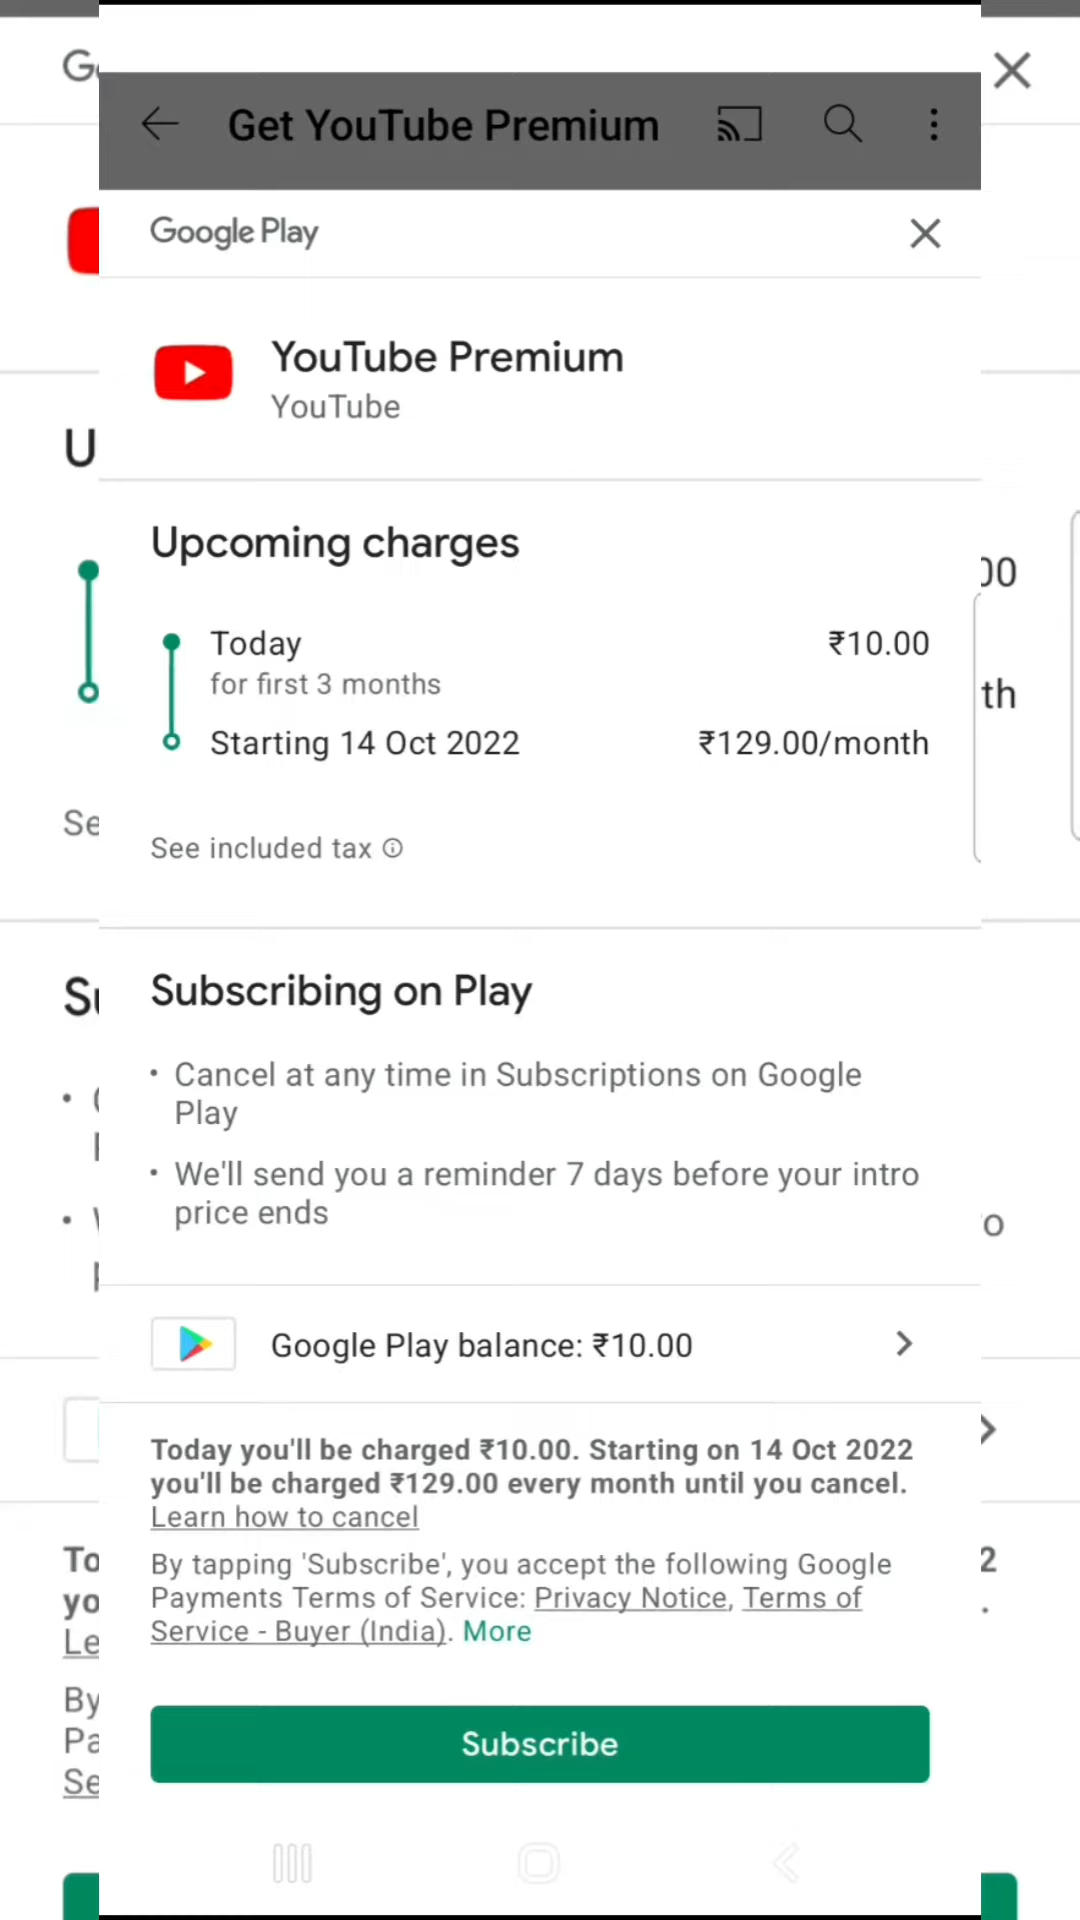 Get YouTube Premium
Google Play
YouTube Premium
YouTube
Upcoming charges
Today ₹10.00
for first 3 months
Starting 14 Oct 2022 ₹129.00/month
See included tax
Subscribing on Play
• Cancel at any time in Subscriptions on Google
Play
• We'll send you a reminder 7 days before your intro
price ends
Google Play balance: ₹10.00
Today you'll be charged ₹10.00. Starting on 14 Oct 2022
you'll be charged ₹129.00 every month until you cancel.
Learn how to cancel
By tapping 'Subscribe', you accept the following Google
Payments Terms of Service: Privacy Notice, Terms of
Service - Buyer (India). More
Subscribe